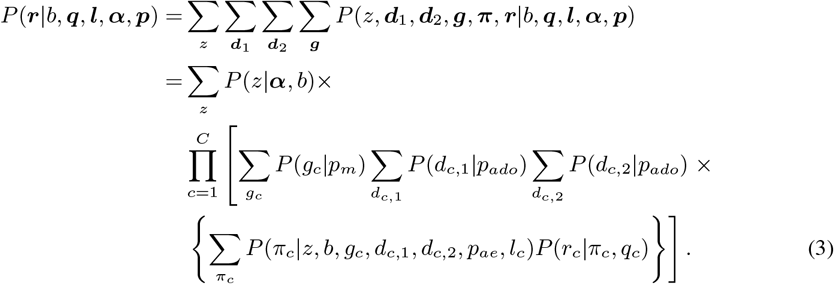 P(r|b, q, l, α, p) = ∑_z ∑_{d_1} ∑_{d_2} ∑_g P(z, d_1, d_2, g, π, r|b, q, l, α, p)
= ∑_z P(z|α, b)×
∏_{c=1}^{C} [ ∑_{g_c} P(g_c|p_m) ∑_{d_{c,1}} P(d_{c,1}|p_{ado}) ∑_{d_{c,2}} P(d_{c,2}|p_{ado}) ×
{ ∑_{π_c} P(π_c|z, b, g_c, d_{c,1}, d_{c,2}, p_{ae}, l_c)P(r_c|π_c, q_c) } ] . (3)